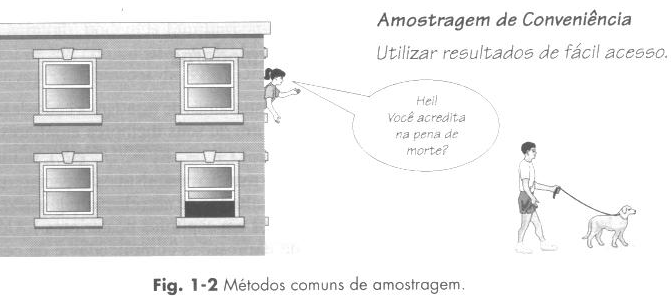 Amostragem de Conveniência
Utilizar resultados de fácil acesso.
Hei!
Você acredita
na pena de
morte?
Fig. 1-2 Métodos comuns de amostragem.